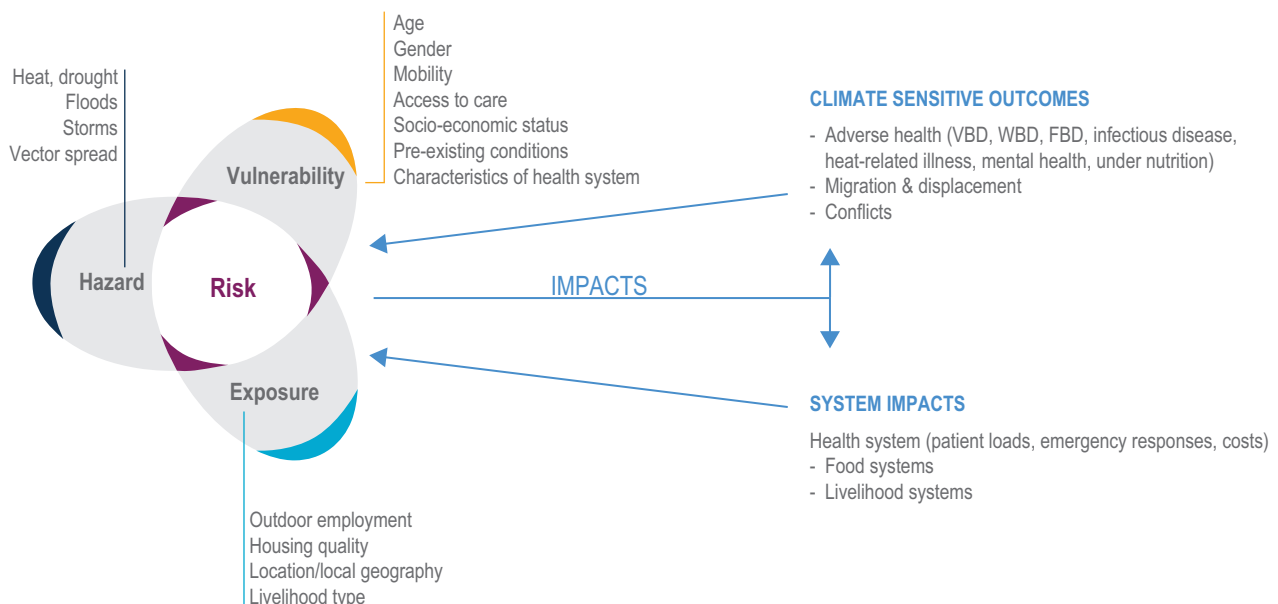 Heat, drought
Floods
Storms
Vector spread
Age
Gender
Mobility
Access to care
Socio-economic status
Pre-existing conditions
Characteristics of health system
Vulnerability
Hazard
Risk
Exposure
Outdoor employment
Housing quality
Location/local geography
Livelihood type
IMPACTS
CLIMATE SENSITIVE OUTCOMES
- Adverse health (VBD, WBD, FBD, infectious disease,
heat-related illness, mental health, under nutrition)
- Migration & displacement
- Conflicts
SYSTEM IMPACTS
Health system (patient loads, emergency responses, costs)
- Food systems
- Livelihood systems